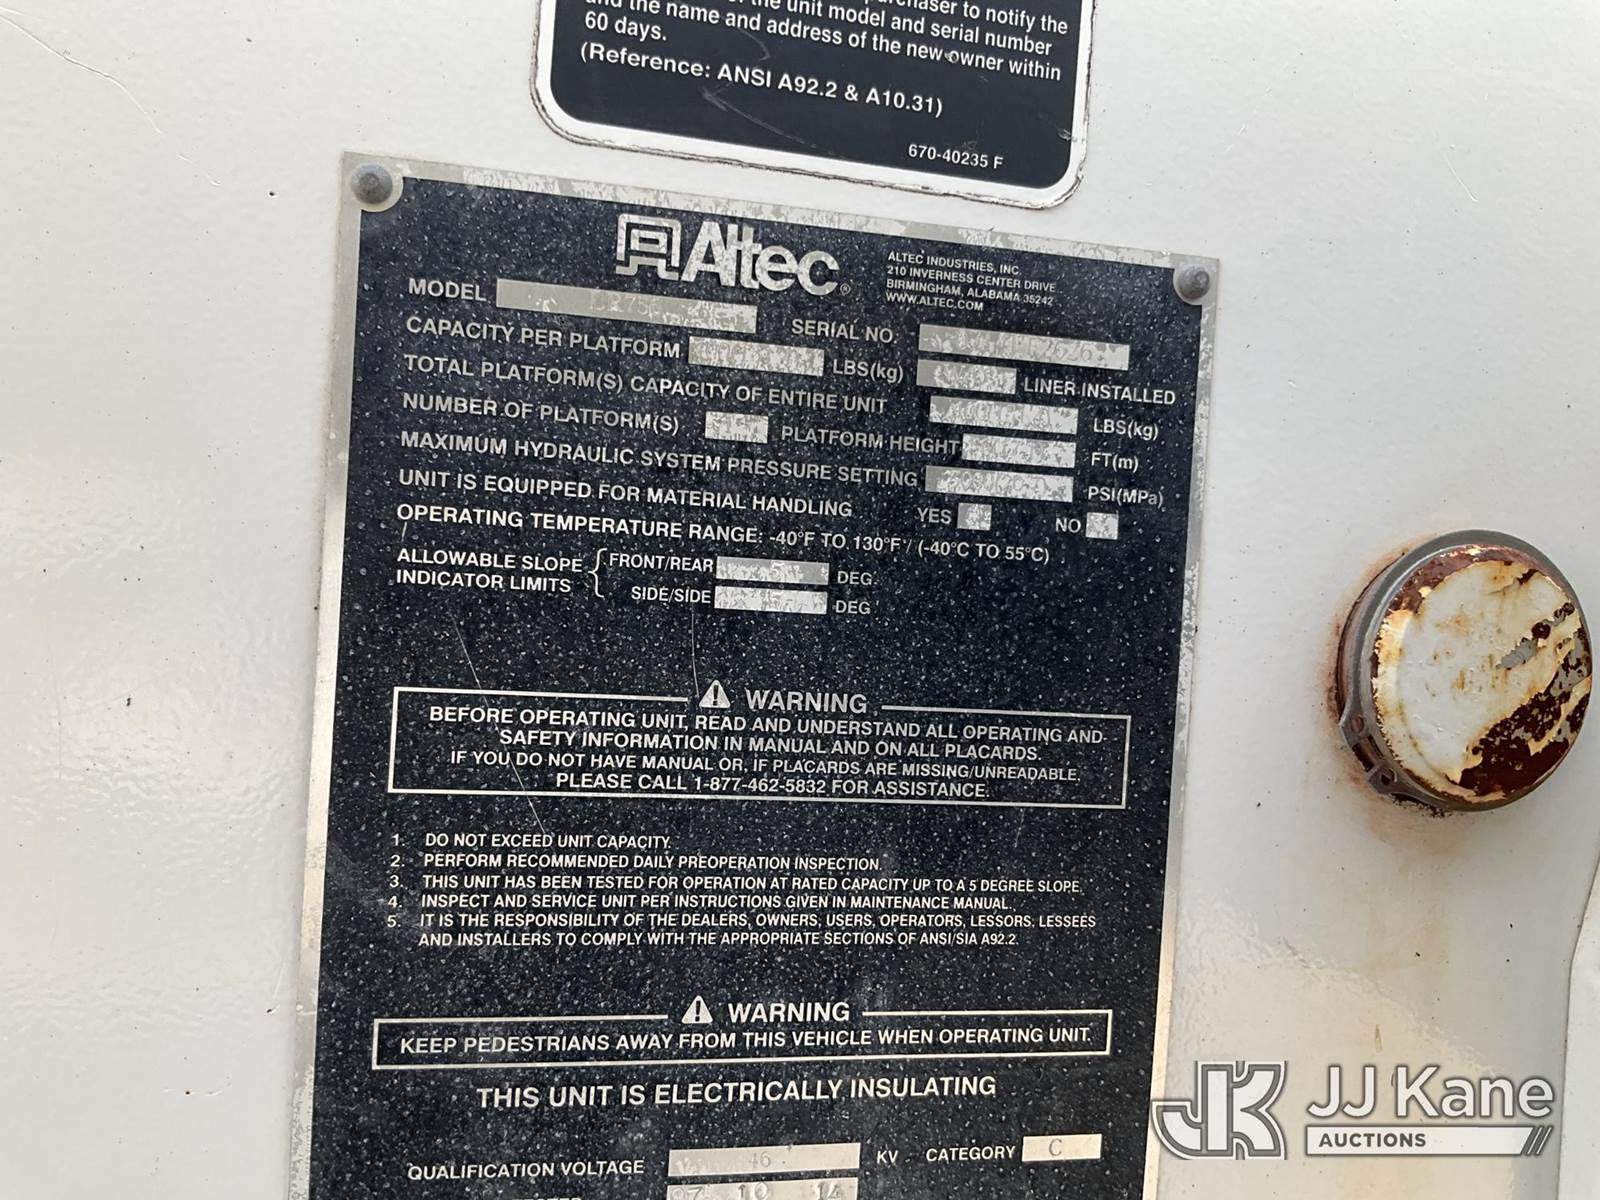 to notify the
the unit model and serial number
and the name and address of the new owner within
60 days.
(Reference: ANSI A92.2 & A10.31)
670-40235 F
Altec®
ALTEC INDUSTRIES, INC.
210 INVERNESS CENTER DRIVE
BIRMINGHAM, ALABAMA 35242
WWW.ALTEC.COM
MODEL
SERIAL NO.
CAPACITY PER PLATFORM LBS(kg) LINER INSTALLED
TOTAL PLATFORM(S) CAPACITY OF ENTIRE UNIT LBS(kg)
NUMBER OF PLATFORM(S) PLATFORM HEIGHT FT(m)
MAXIMUM HYDRAULIC SYSTEM PRESSURE SETTING PSI(MPa)
UNIT IS EQUIPPED FOR MATERIAL HANDLING YES NO
OPERATING TEMPERATURE RANGE: -40°F TO 130°F / (-40°C TO 55°C)
ALLOWABLE SLOPE { FRONT/REAR 5 DEG.
INDICATOR LIMITS SIDE/SIDE DEG
⚠ WARNING
BEFORE OPERATING UNIT, READ AND UNDERSTAND ALL OPERATING AND
SAFETY INFORMATION IN MANUAL AND ON ALL PLACARDS.
IF YOU DO NOT HAVE MANUAL OR, IF PLACARDS ARE MISSING/UNREADABLE,
PLEASE CALL 1-877-462-5832 FOR ASSISTANCE.
1. DO NOT EXCEED UNIT CAPACITY.
2. PERFORM RECOMMENDED DAILY PREOPERATION INSPECTION.
3. THIS UNIT HAS BEEN TESTED FOR OPERATION AT RATED CAPACITY UP TO A 5 DEGREE SLOPE.
4. INSPECT AND SERVICE UNIT PER INSTRUCTIONS GIVEN IN MAINTENANCE MANUAL.
5. IT IS THE RESPONSIBILITY OF THE DEALERS, OWNERS, USERS, OPERATORS, LESSORS, LESSEES
AND INSTALLERS TO COMPLY WITH THE APPROPRIATE SECTIONS OF ANSI/SIA A92.2.
⚠ WARNING
KEEP PEDESTRIANS AWAY FROM THIS VEHICLE WHEN OPERATING UNIT.
THIS UNIT IS ELECTRICALLY INSULATING
QUALIFICATION VOLTAGE 46 KV CATEGORY C
07 10 14
JK JJ Kane
AUCTIONS